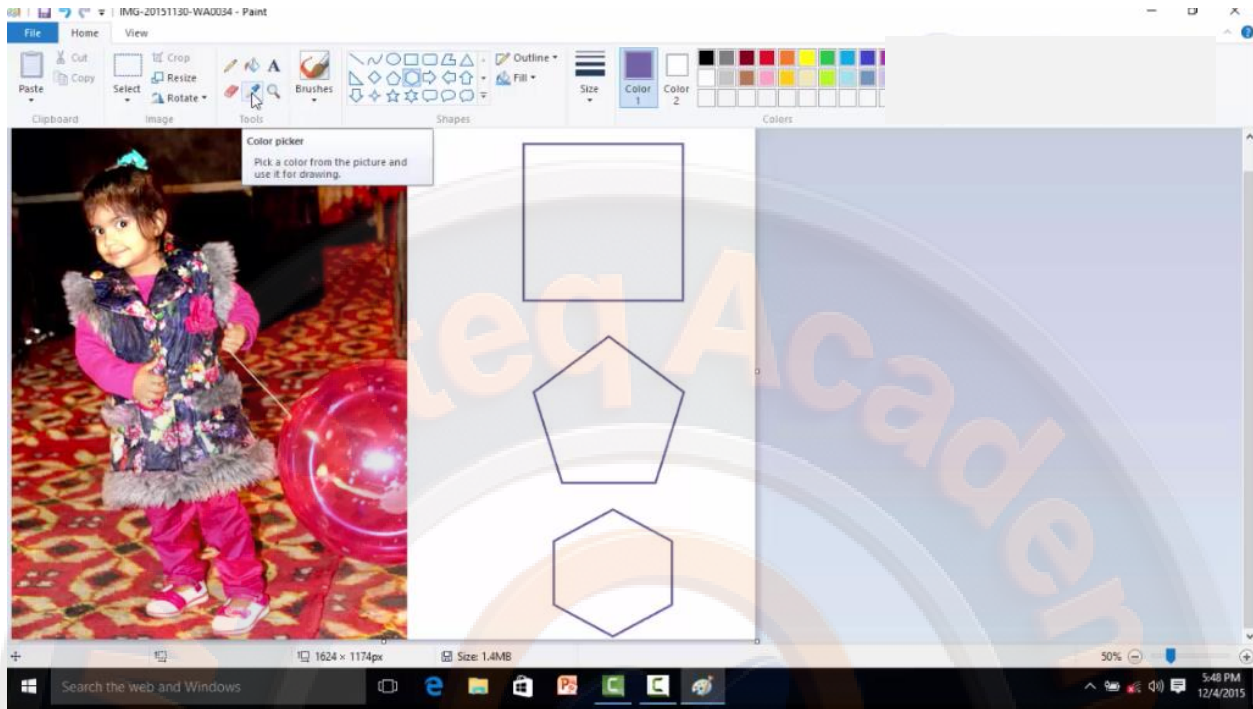 IMG-20151130-WA0034 - Paint
File Home View
Cut
Copy
Paste
Clipboard
Select
Crop
Resize
Rotate
Image
A
Tools
Brushes
Outline
Fill
Shapes
Size
Color
1
Color
2
Colors
Color picker
Pick a color from the picture and
use it for drawing.
teq Academ
1624 × 1174px
Size: 1.4MB
50%
Search the web and Windows
5:48 PM
12/4/2015